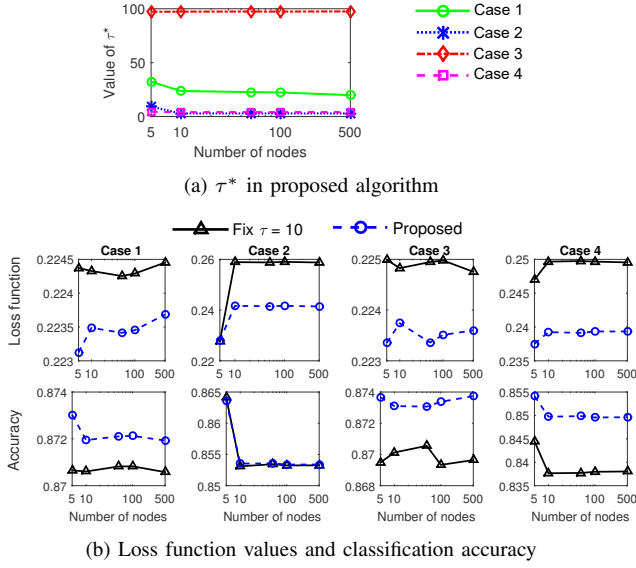 100
50
0
Value of τ*
5 10 100 500
Number of nodes
Case 1
Case 2
Case 3
Case 4
(a) τ* in proposed algorithm
Fix τ = 10 Proposed
Case 1 Case 2 Case 3 Case 4
Loss function
0.2245
0.224
0.2235
0.223
5 10 100 500
0.26
0.24
0.22
5 10 100 500
0.225
0.224
0.223
5 10 100 500
0.25
0.24
0.235
5 10 100 500
Accuracy
0.874
0.872
0.87
5 10 100 500
Number of nodes
0.865
0.86
0.855
0.85
5 10 100 500
Number of nodes
0.874
0.872
0.87
0.868
5 10 100 500
Number of nodes
0.855
0.85
0.845
0.84
0.835
5 10 100 500
Number of nodes
(b) Loss function values and classification accuracy